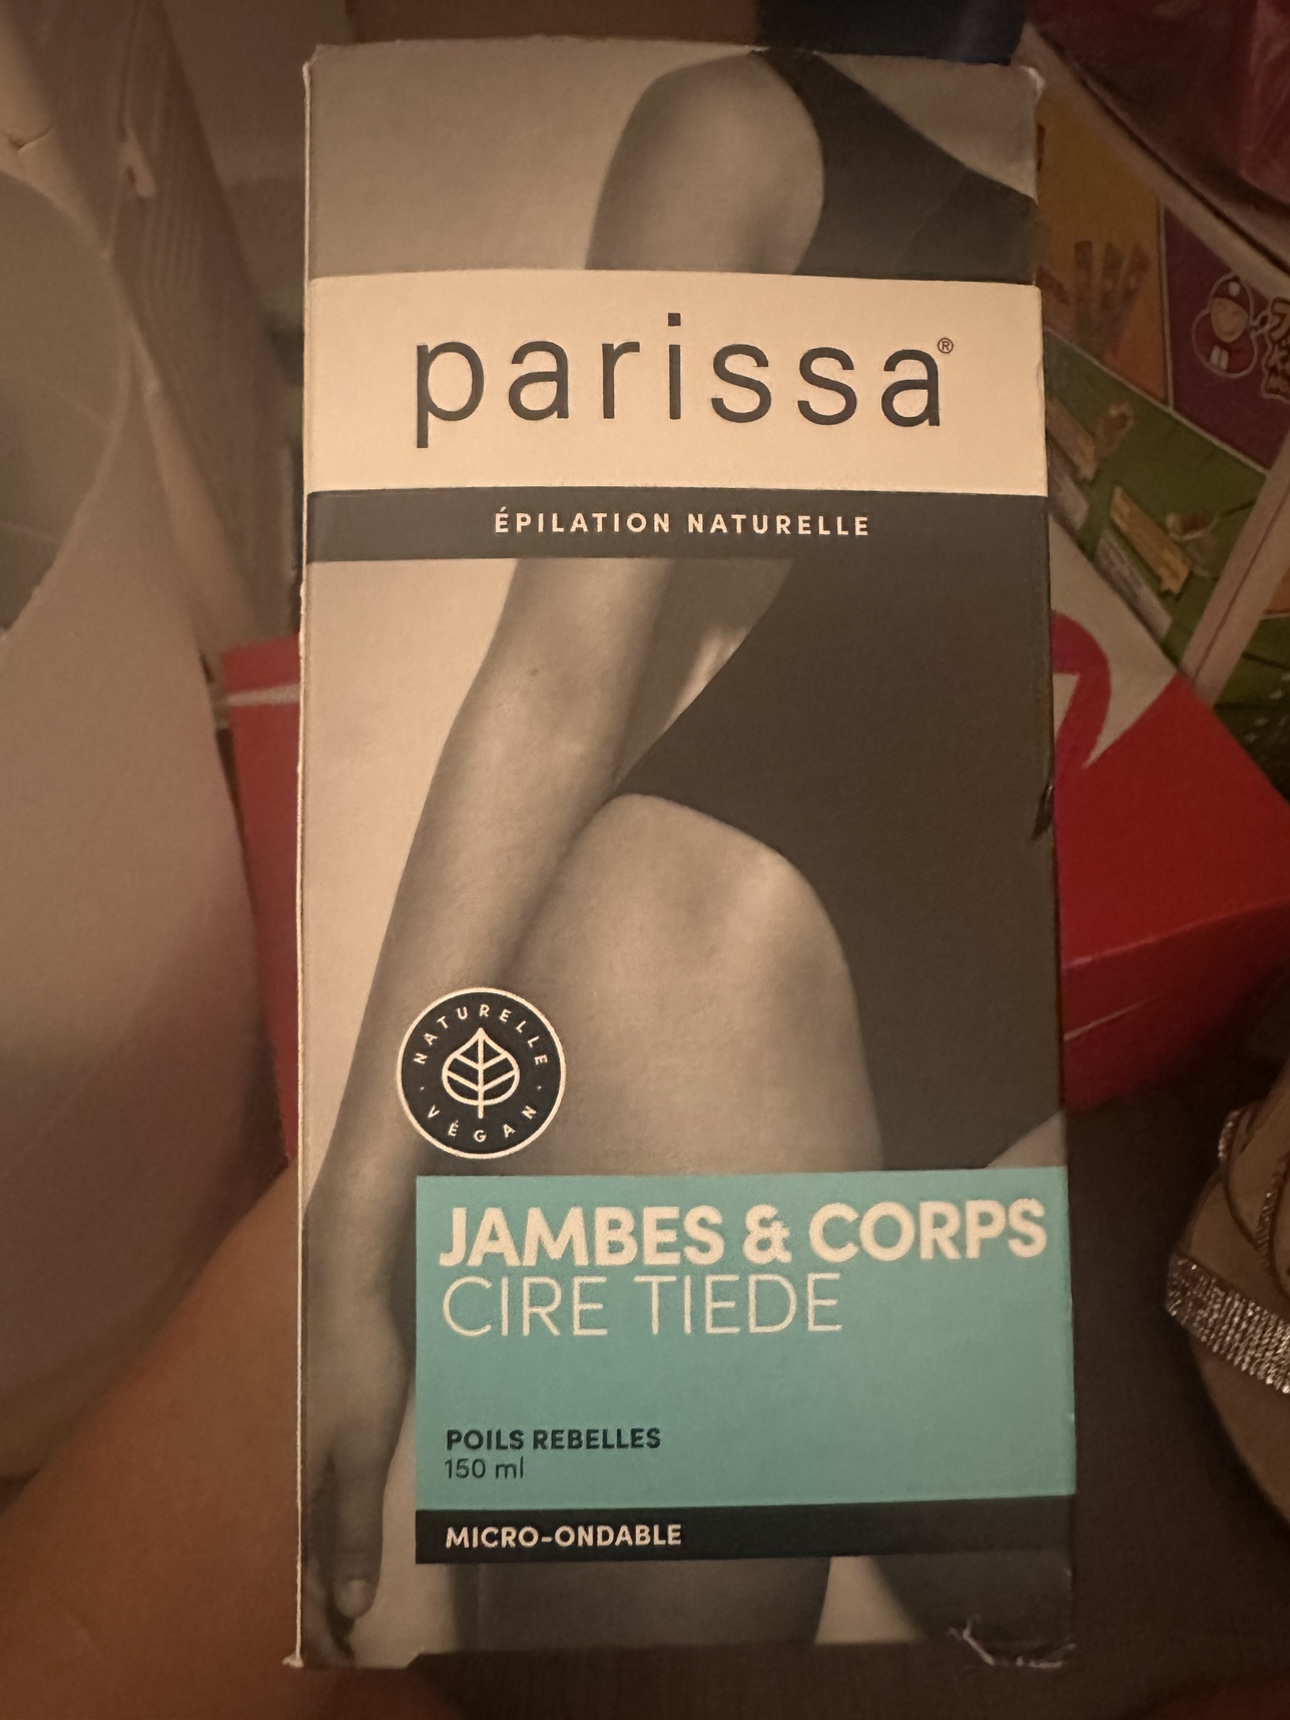 parissa®
ÉPILATION NATURELLE
NATURELLE
VÉGAN
JAMBES & CORPS
CIRE TIEDE
POILS REBELLES
150 ml
MICRO-ONDABLE